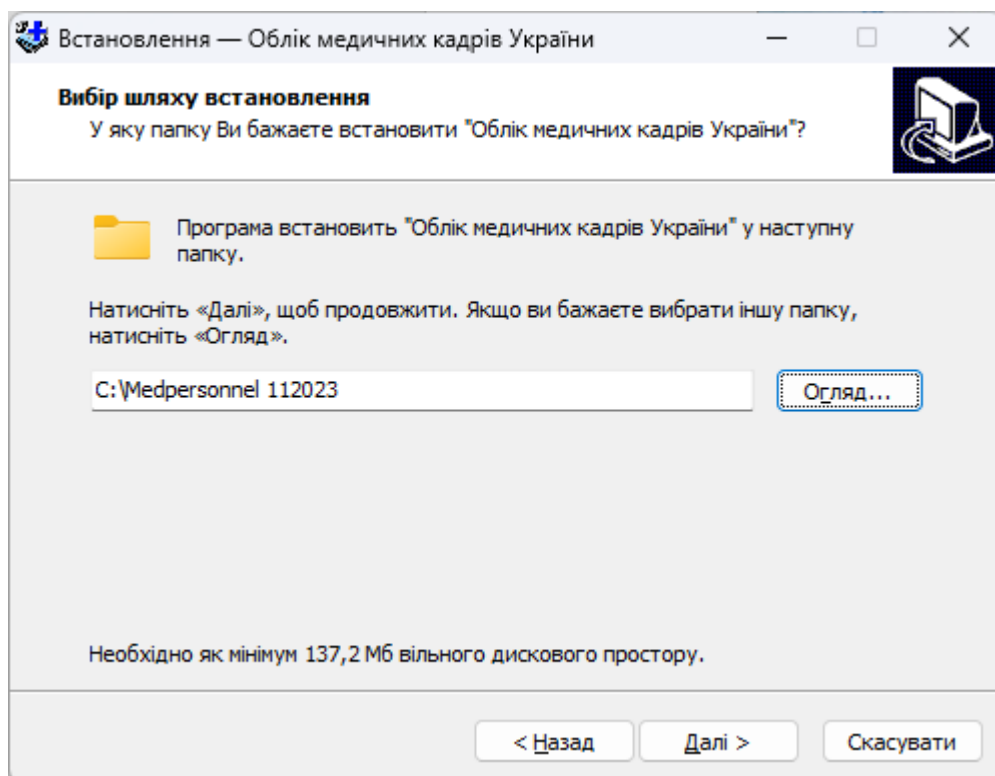 Встановлення — Облік медичних кадрів України
Вибір шляху встановлення
У яку папку Ви бажаєте встановити "Облік медичних кадрів України"?
Програма встановить "Облік медичних кадрів України" у наступну
папку.
Натисніть «Далі», щоб продовжити. Якщо ви бажаєте вибрати іншу папку,
натисніть «Огляд».
C:\Medpersonnel 112023
Огляд...
Необхідно як мінімум 137,2 Мб вільного дискового простору.
< Назад
Далі >
Скасувати